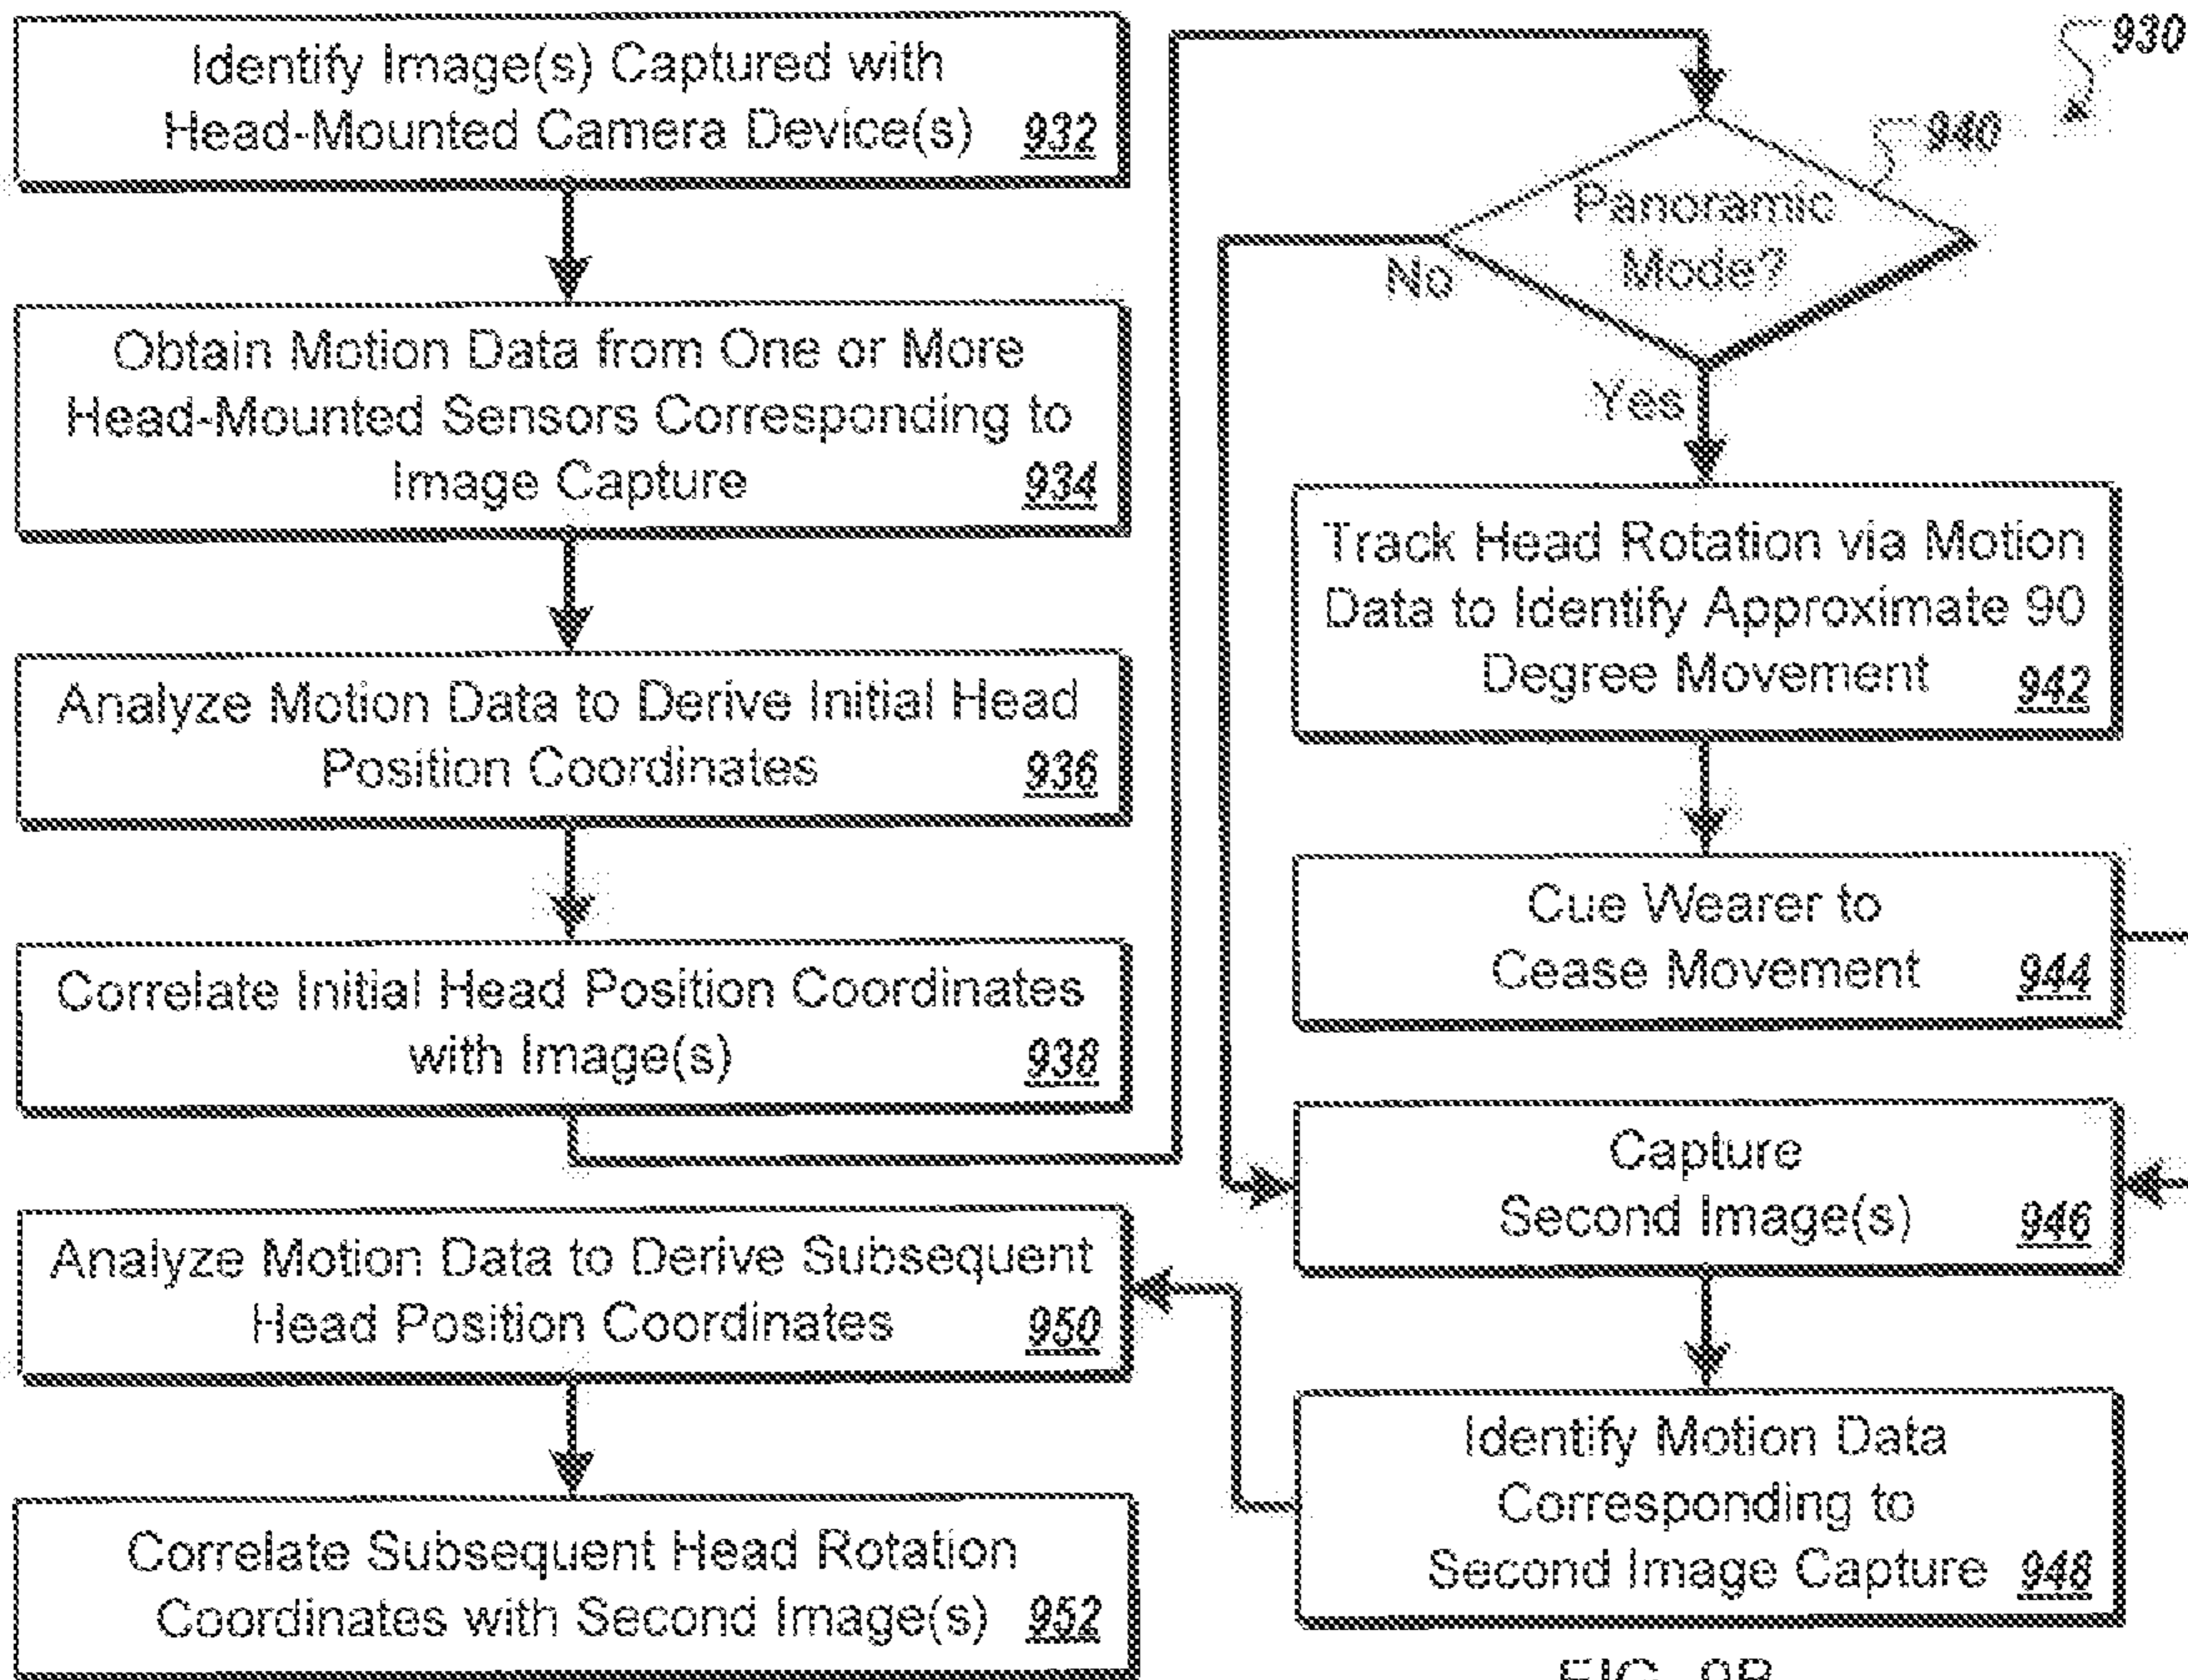 Identify Image(s) Captured with
Head-Mounted Camera Device(s) 932
Obtain Motion Data from One or More
Head-Mounted Sensors Corresponding to
Image Capture 934
Analyze Motion Data to Derive Initial Head
Position Coordinates 936
Correlate Initial Head Position Coordinates
with Image(s) 938
930
940
Panoramic
Mode?
No
Yes
Track Head Rotation via Motion
Data to Identify Approximate 90
Degree Movement 942
Cue Wearer to
Cease Movement 944
Capture
Second Image(s) 946
Identify Motion Data
Corresponding to
Second Image Capture 948
Analyze Motion Data to Derive Subsequent
Head Position Coordinates 950
Correlate Subsequent Head Rotation
Coordinates with Second Image(s) 952
FIG. 9B